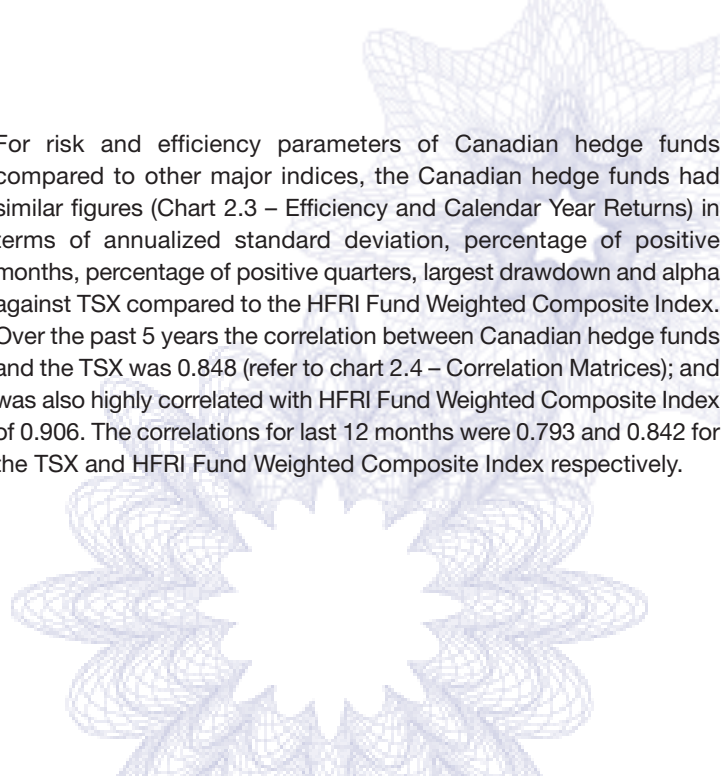 For risk and efficiency parameters of Canadian hedge funds
compared to other major indices, the Canadian hedge funds had
similar figures (Chart 2.3 – Efficiency and Calendar Year Returns) in
terms of annualized standard deviation, percentage of positive
months, percentage of positive quarters, largest drawdown and alpha
against TSX compared to the HFRI Fund Weighted Composite Index.
Over the past 5 years the correlation between Canadian hedge funds
and the TSX was 0.848 (refer to chart 2.4 – Correlation Matrices); and
was also highly correlated with HFRI Fund Weighted Composite Index
of 0.906. The correlations for last 12 months were 0.793 and 0.842 for
the TSX and HFRI Fund Weighted Composite Index respectively.